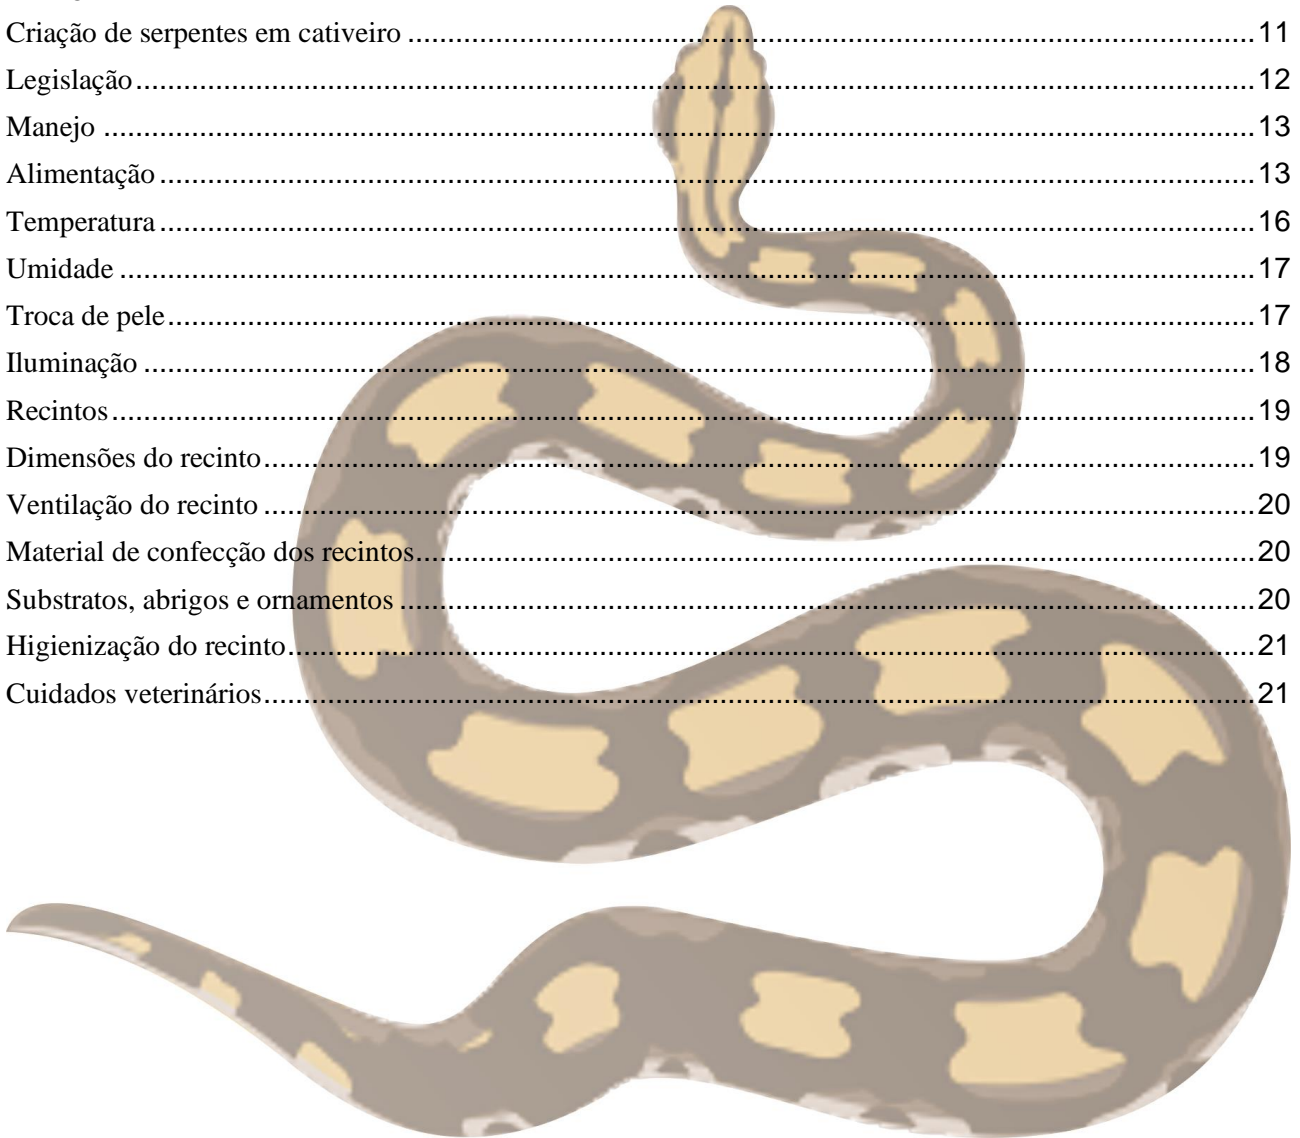 Criação de serpentes em cativeiro ........................ 11
Legislação ........................ 12
Manejo ........................ 13
Alimentação ........................ 13
Temperatura ........................ 16
Umidade ........................ 17
Troca de pele ........................ 17
Iluminação ........................ 18
Recintos ........................ 19
Dimensões do recinto ........................ 19
Ventilação do recinto ........................ 20
Material de confecção dos recintos ........................ 20
Substratos, abrigos e ornamentos ........................ 20
Higienização do recinto ........................ 21
Cuidados veterinários ........................ 21